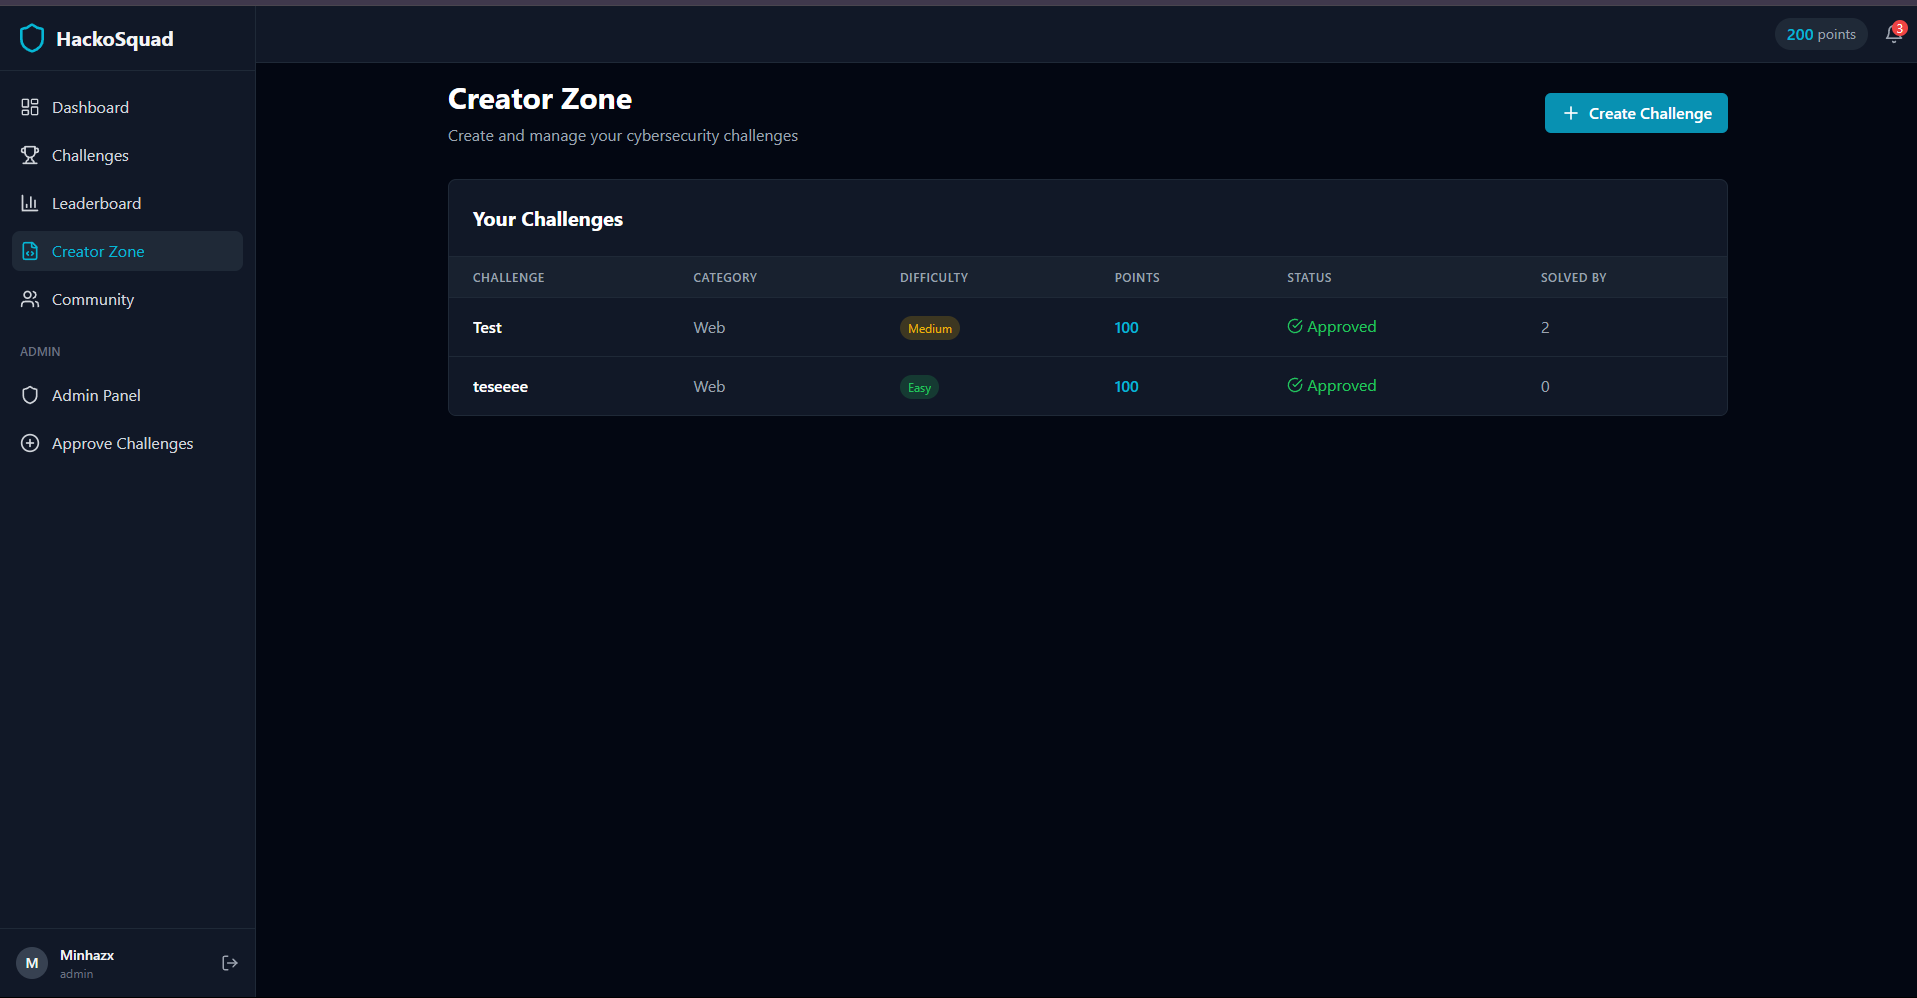 HackoSquad
200 points
3
Dashboard
Challenges
Leaderboard
Creator Zone
Community
ADMIN
Admin Panel
Approve Challenges
Creator Zone
Create and manage your cybersecurity challenges
Create Challenge
Your Challenges
CHALLENGE CATEGORY DIFFICULTY POINTS STATUS SOLVED BY
Test Web Medium 100 Approved 2
teseeee Web Easy 100 Approved 0
M
Minhazx
admin